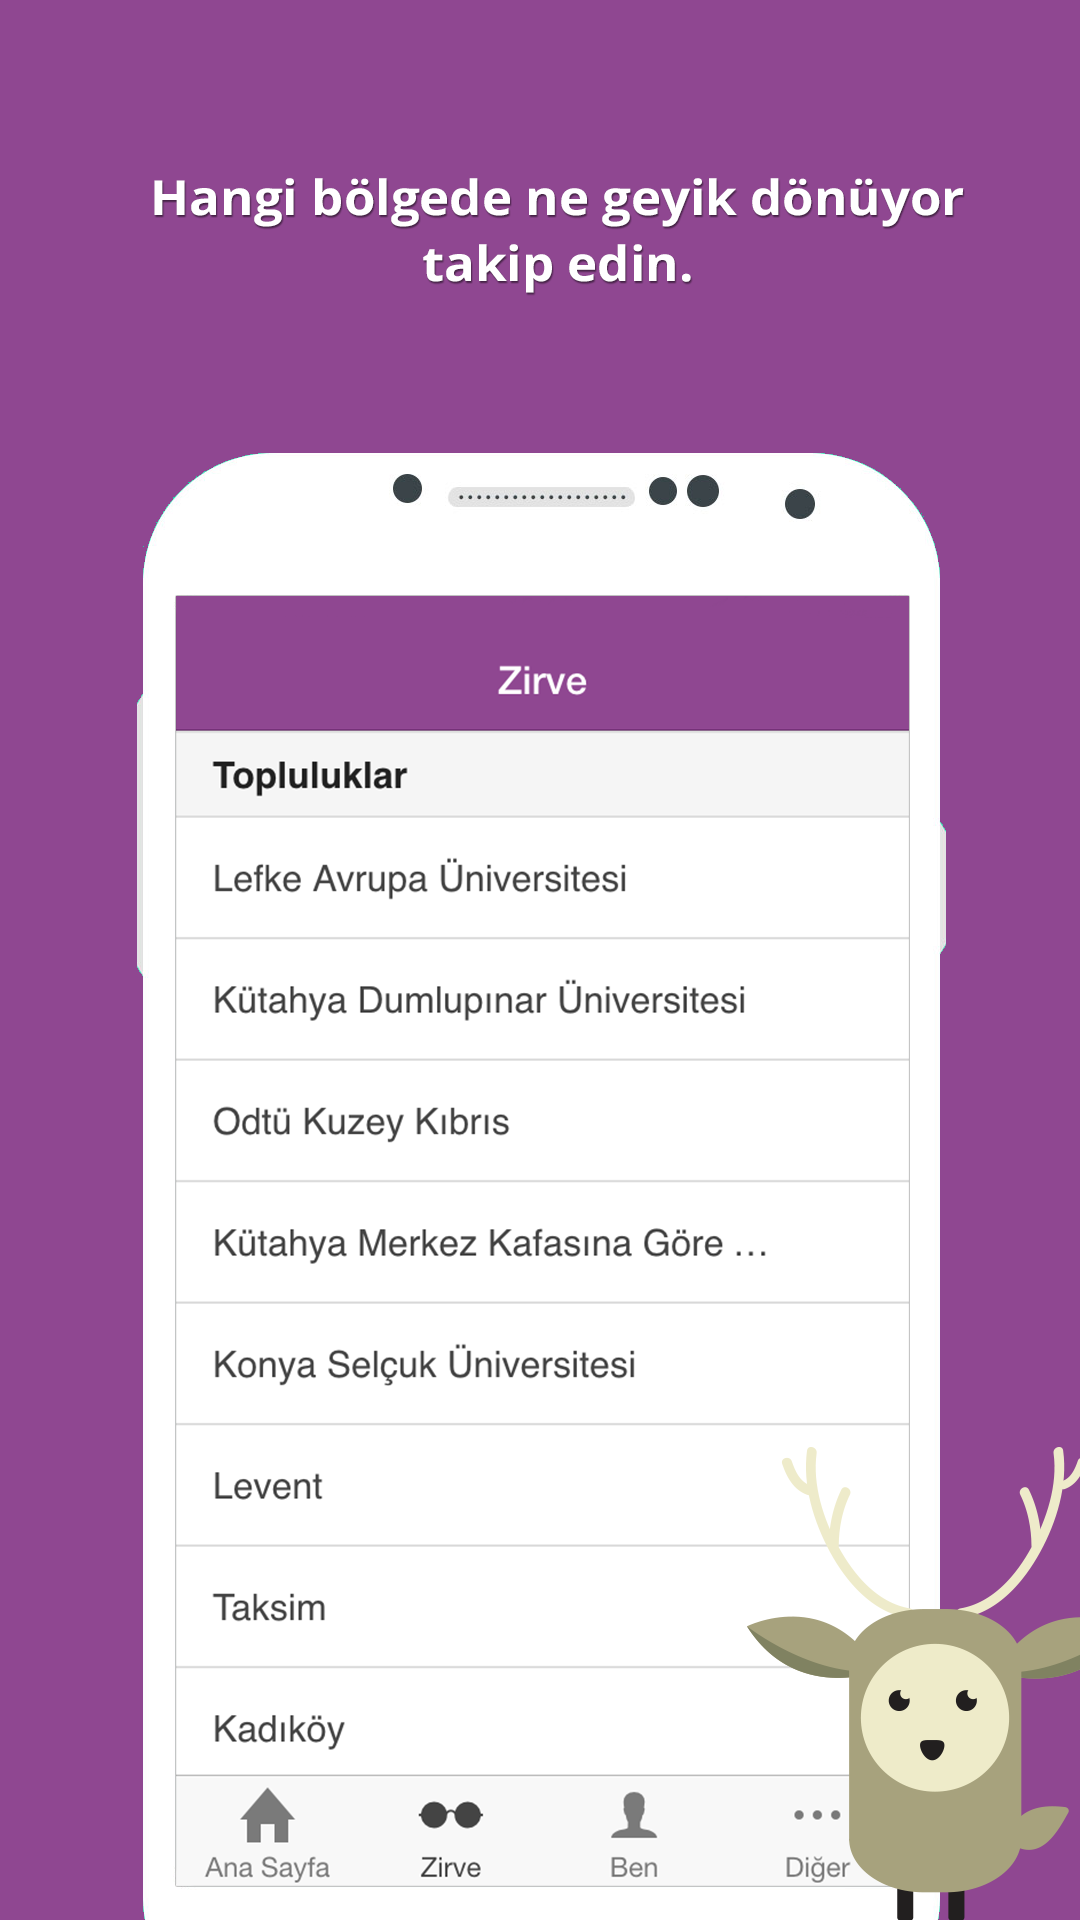 Hangi bölgede ne geyik dönüyor
takip edin.
Zirve
Topluluklar
Lefke Avrupa Üniversitesi
Kütahya Dumlupınar Üniversitesi
Odtü Kuzey Kıbrıs
Kütahya Merkez Kafasına Göre ...
Konya Selçuk Üniversitesi
Levent
Taksim
Kadıköy
Ana Sayfa Zirve Ben Diğer